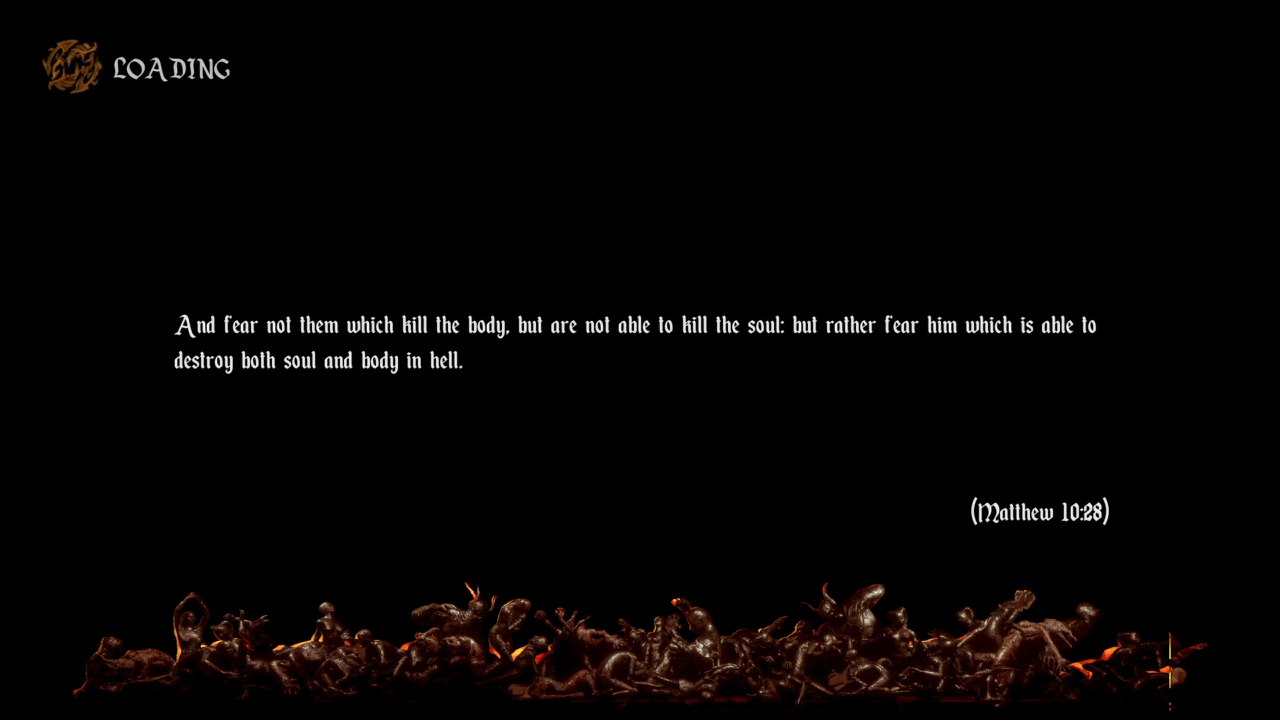 LOADING
And fear not them which kill the body, but are not able to kill the soul: but rather fear him which is able to
destroy both soul and body in hell.
(Matthew 10:28)